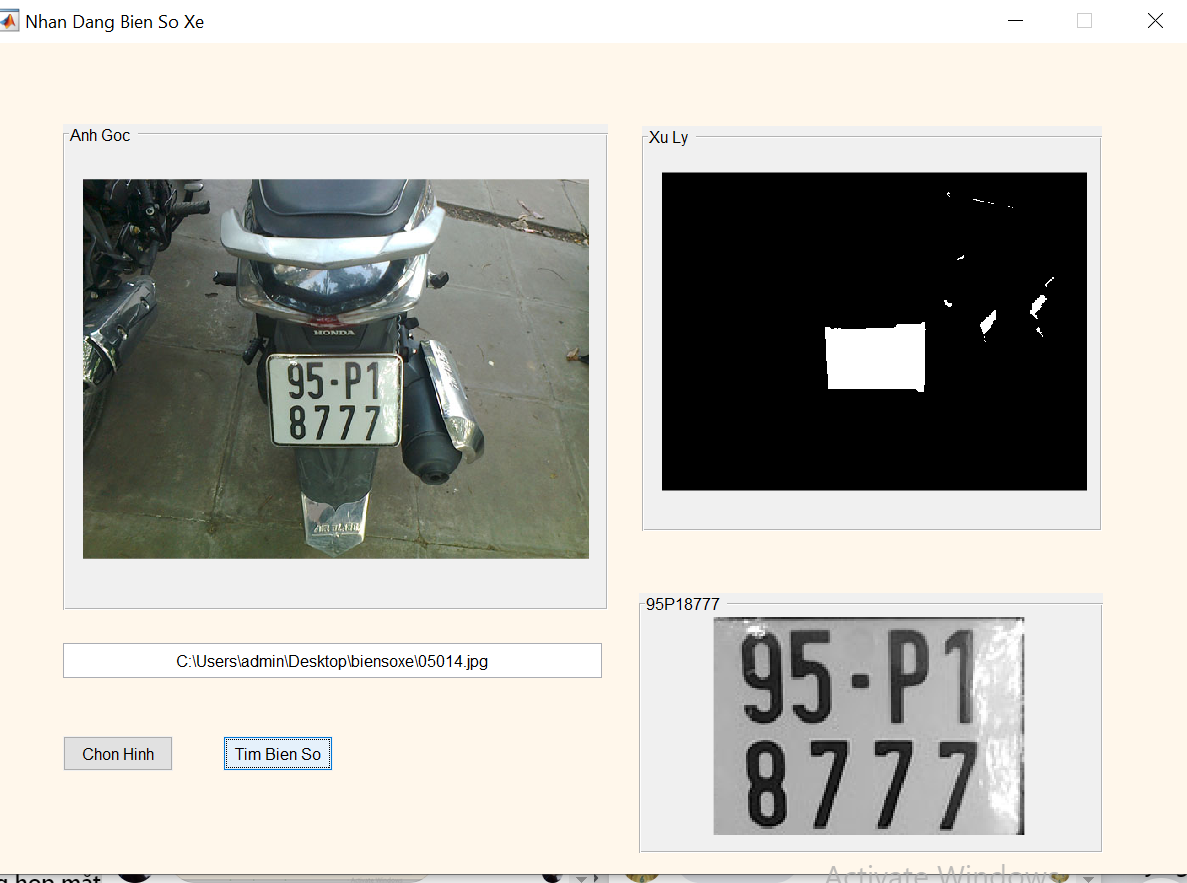 Nhan Dang Bien So Xe
Anh Goc
HONDA
95-P1
8777
C:\Users\admin\Desktop\biensoxe\05014.jpg
Chon Hinh
Tim Bien So
Xu Ly
95P18777
95-P1
8777
Activate Windows